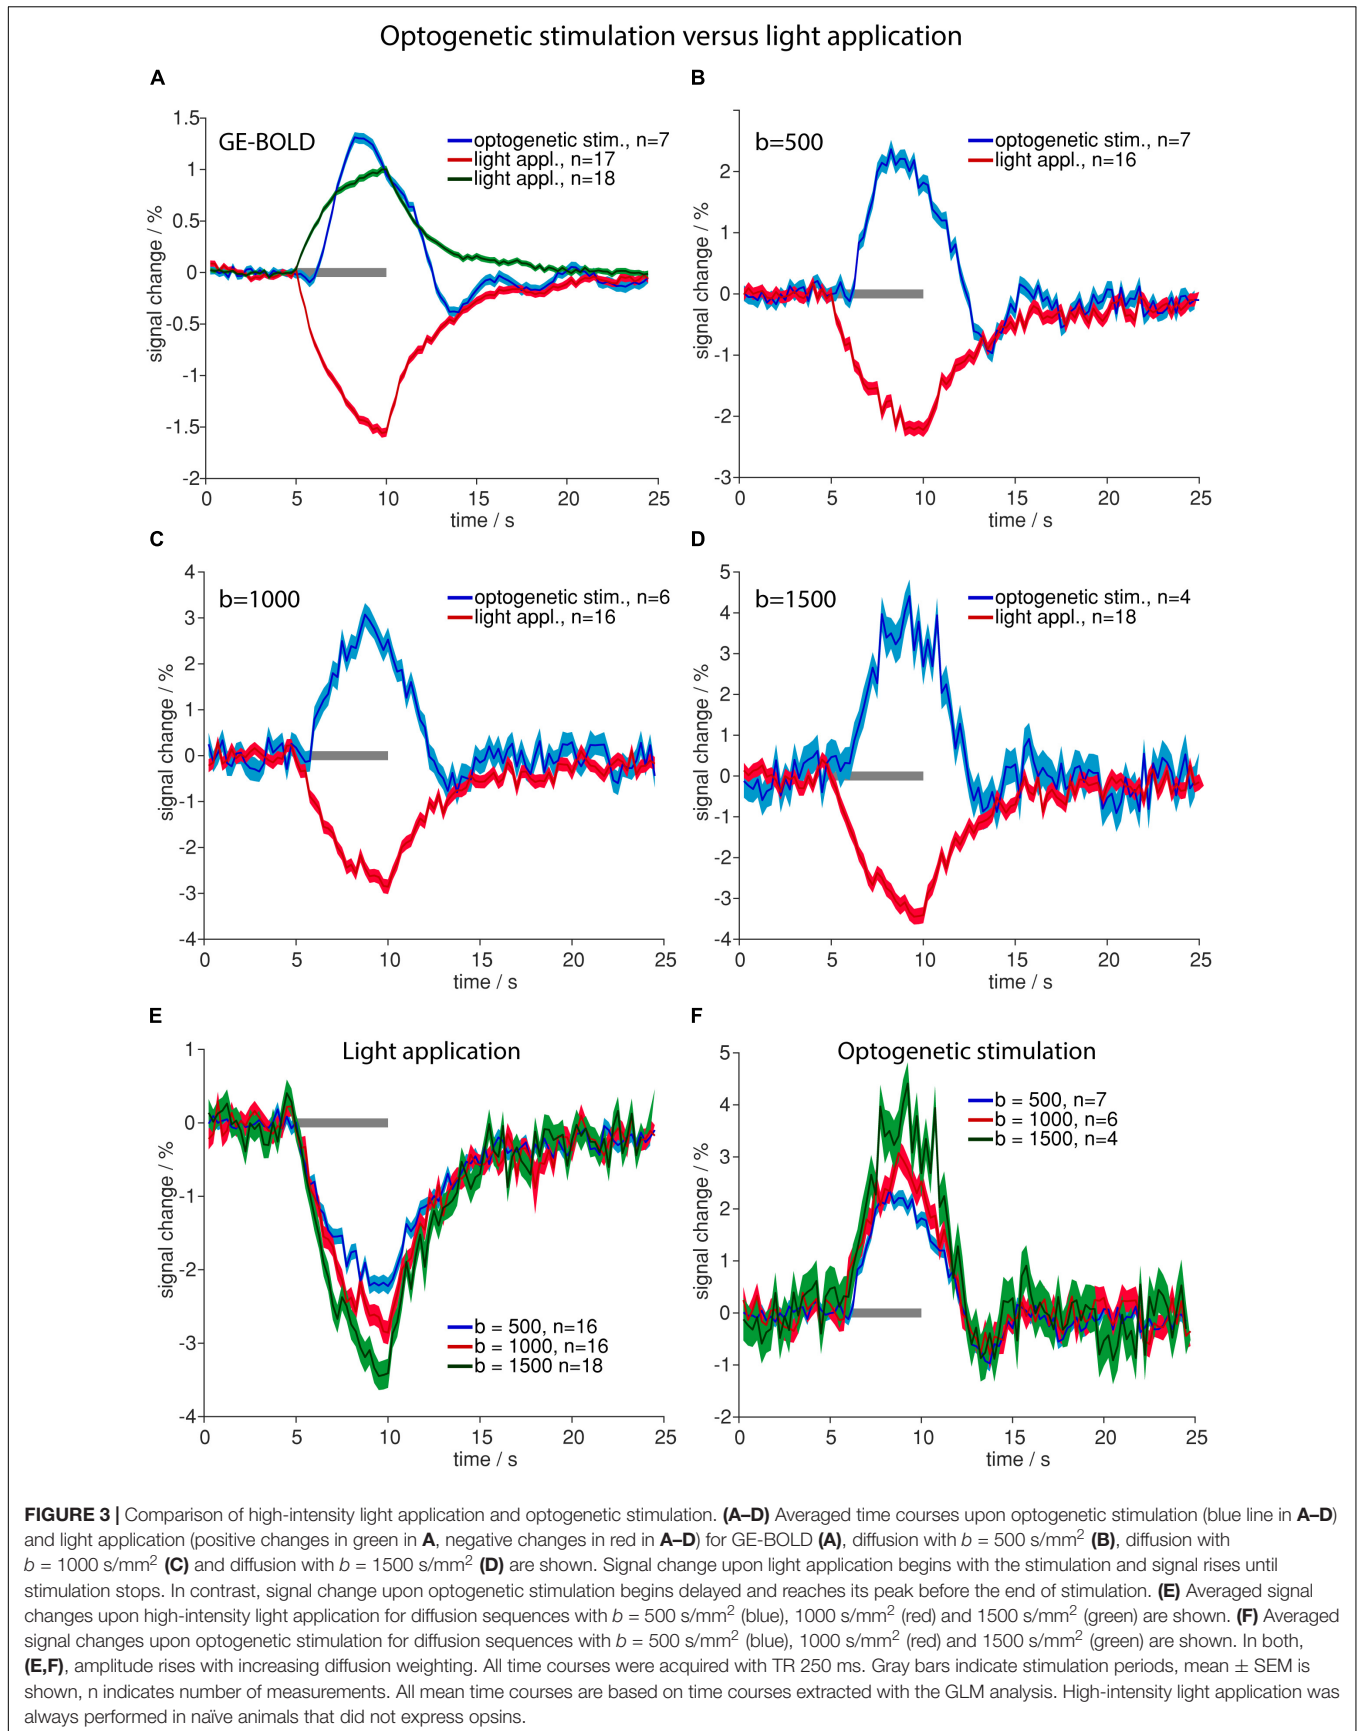 Optogenetic stimulation versus light application
A
GE-BOLD
optogenetic stim., n=7
light appl., n=17
light appl., n=18
1.5
1
0.5
0
-0.5
-1
-1.5
-2
signal change / %
0 5 10 15 20 25
time / s
B
b=500
optogenetic stim., n=7
light appl., n=16
2
1
0
-1
-2
-3
signal change / %
0 5 10 15 20 25
time / s
C
b=1000
optogenetic stim., n=6
light appl., n=16
4
3
2
1
0
-1
-2
-3
-4
signal change / %
0 5 10 15 20 25
time / s
D
b=1500
optogenetic stim., n=4
light appl., n=18
5
4
3
2
1
0
-1
-2
-3
-4
signal change / %
0 5 10 15 20 25
time / s
E
Light application
1
0
-1
-2
-3
-4
signal change / %
b = 500, n=16
b = 1000, n=16
b = 1500 n=18
0 5 10 15 20 25
time / s
F
Optogenetic stimulation
b = 500, n=7
b = 1000, n=6
b = 1500, n=4
5
4
3
2
1
0
-1
-2
signal change / %
0 5 10 15 20 25
time / s
FIGURE 3 | Comparison of high-intensity light application and optogenetic stimulation. (A–D) Averaged time courses upon optogenetic stimulation (blue line in A–D)
and light application (positive changes in green in A, negative changes in red in A–D) for GE-BOLD (A), diffusion with b = 500 s/mm² (B), diffusion with
b = 1000 s/mm² (C) and diffusion with b = 1500 s/mm² (D) are shown. Signal change upon light application begins with the stimulation and signal rises until
stimulation stops. In contrast, signal change upon optogenetic stimulation begins delayed and reaches its peak before the end of stimulation. (E) Averaged signal
changes upon high-intensity light application for diffusion sequences with b = 500 s/mm² (blue), 1000 s/mm² (red) and 1500 s/mm² (green) are shown. (F) Averaged
signal changes upon optogenetic stimulation for diffusion sequences with b = 500 s/mm² (blue), 1000 s/mm² (red) and 1500 s/mm² (green) are shown. In both,
(E,F), amplitude rises with increasing diffusion weighting. All time courses were acquired with TR 250 ms. Gray bars indicate stimulation periods, mean ± SEM is
shown, n indicates number of measurements. All mean time courses are based on time courses extracted with the GLM analysis. High-intensity light application was
always performed in naïve animals that did not express opsins.